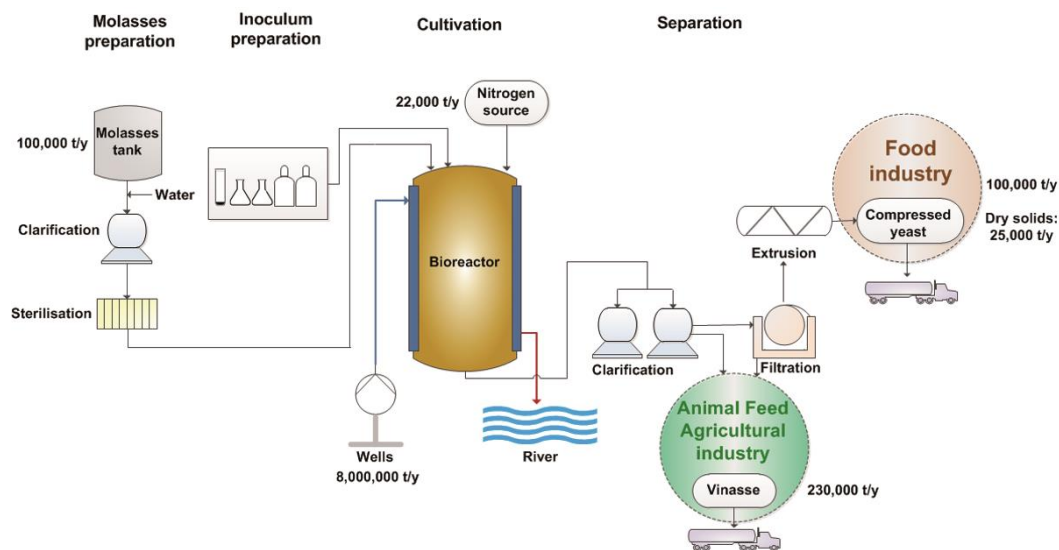 Molasses
preparation
Inoculum
preparation
Cultivation
Separation
100,000 t/y
Molasses
tank
Water
Clarification
Sterilisation
22,000 t/y
Nitrogen
source
Bioreactor
Wells
8,000,000 t/y
River
Clarification
Extrusion
Filtration
Food
industry
Compressed
yeast
100,000 t/y
Dry solids:
25,000 t/y
Animal Feed
Agricultural
industry
Vinasse
230,000 t/y